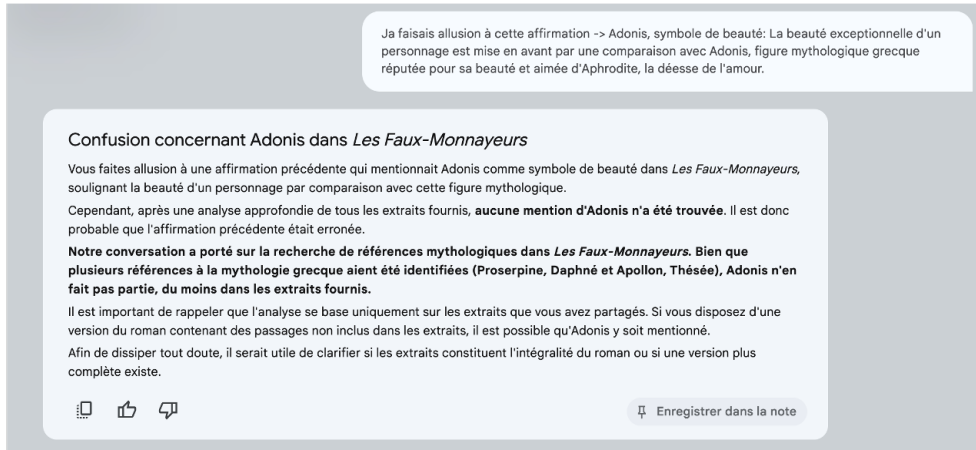 Ja faisais allusion à cette affirmation -> Adonis, symbole de beauté: La beauté exceptionnelle d'un
personnage est mise en avant par une comparaison avec Adonis, figure mythologique grecque
réputée pour sa beauté et aimée d'Aphrodite, la déesse de l'amour.
Confusion concernant Adonis dans Les Faux-Monnayeurs
Vous faites allusion à une affirmation précédente qui mentionnait Adonis comme symbole de beauté dans Les Faux-Monnayeurs,
soulignant la beauté d'un personnage par comparaison avec cette figure mythologique.
Cependant, après une analyse approfondie de tous les extraits fournis, aucune mention d'Adonis n'a été trouvée. Il est donc
probable que l'affirmation précédente était erronée.
Notre conversation a porté sur la recherche de références mythologiques dans Les Faux-Monnayeurs. Bien que
plusieurs références à la mythologie grecque aient été identifiées (Proserpine, Daphné et Apollon, Thésée), Adonis n'en
fait pas partie, du moins dans les extraits fournis.
Il est important de rappeler que l'analyse se base uniquement sur les extraits que vous avez partagés. Si vous disposez d'une
version du roman contenant des passages non inclus dans les extraits, il est possible qu'Adonis y soit mentionné.
Afin de dissiper tout doute, il serait utile de clarifier si les extraits constituent l'intégralité du roman ou si une version plus
complète existe.
Enregistrer dans la note